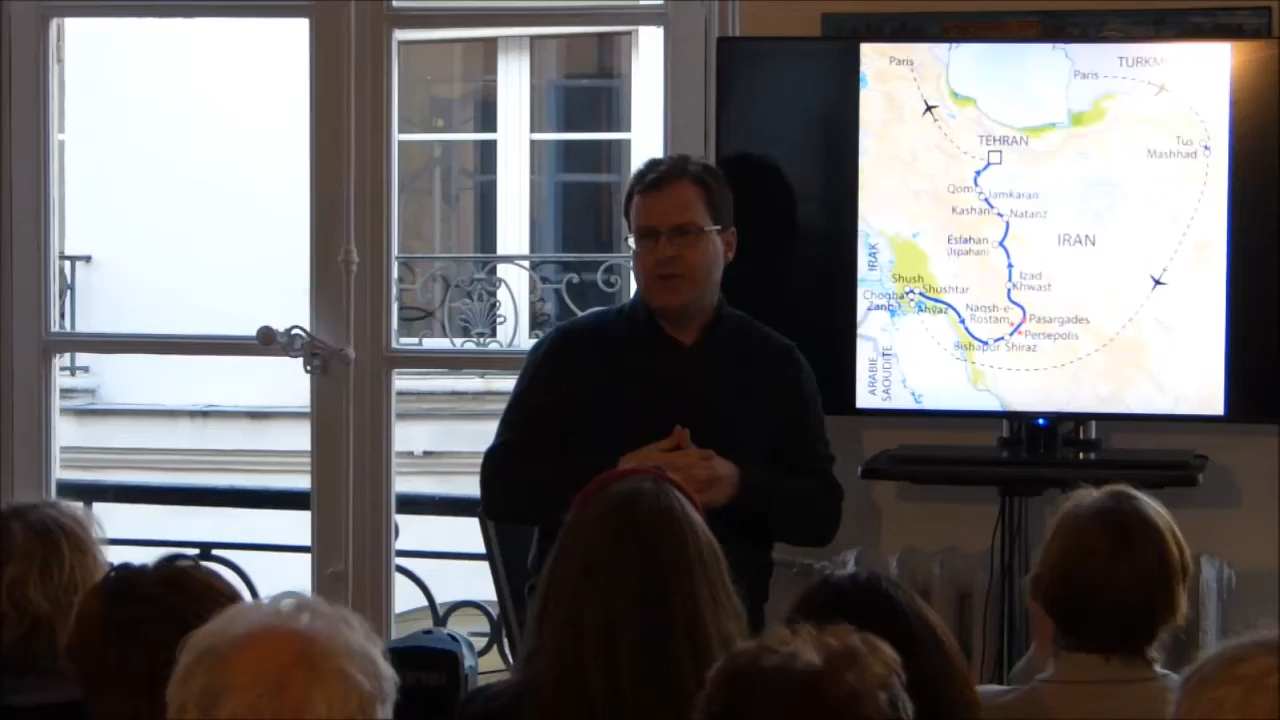 Paris
TURKM
Paris
TEHRAN
Tus
Mashhad
Qom
Jamkaran
Kashan
Natanz
Esfahan
(Ispahan)
IRAN
IRAK
Izad
Khwast
Shush
Shushtar
Chogha
Zanbil
Ahvaz
Naqsh-e
Rostam
Pasargades
Persepolis
Bishapur
Shiraz
ARABIE
SAOUDITE